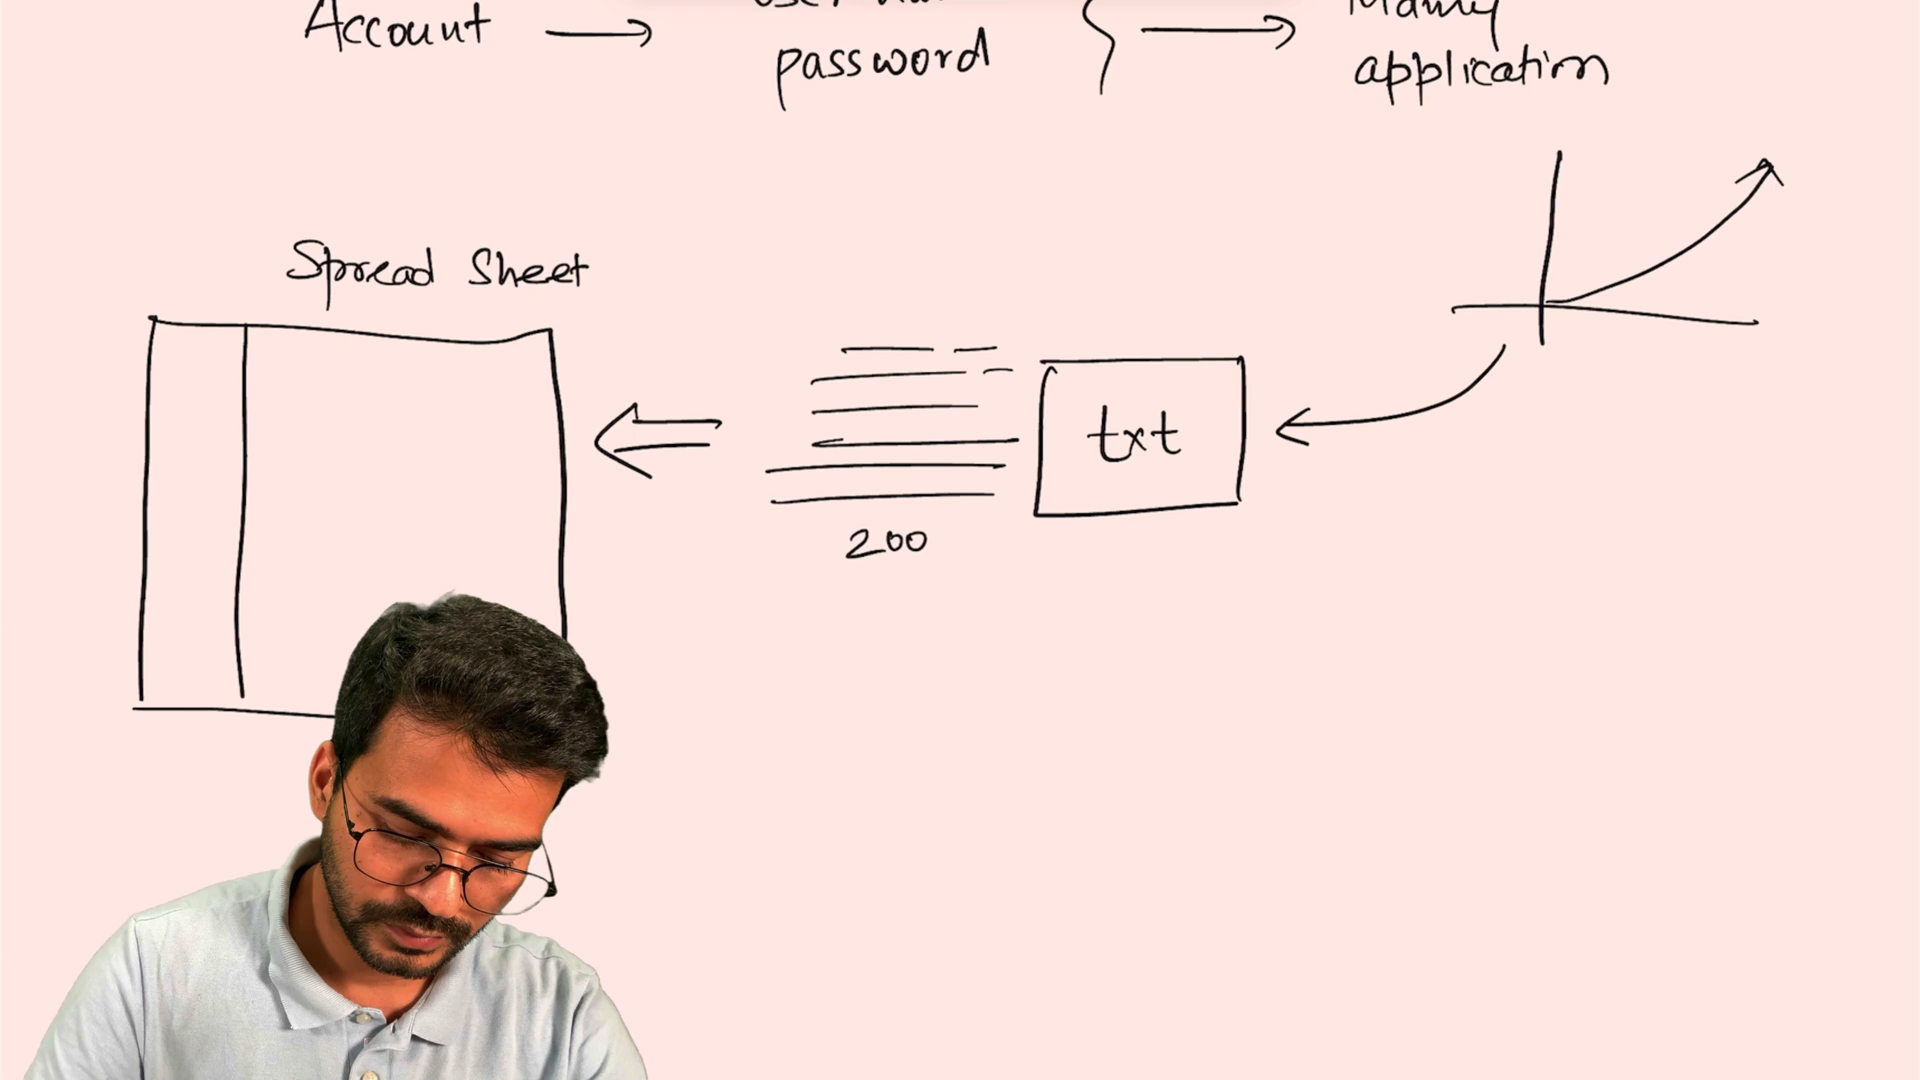 Account
password
application
Spread Sheet
txt
200